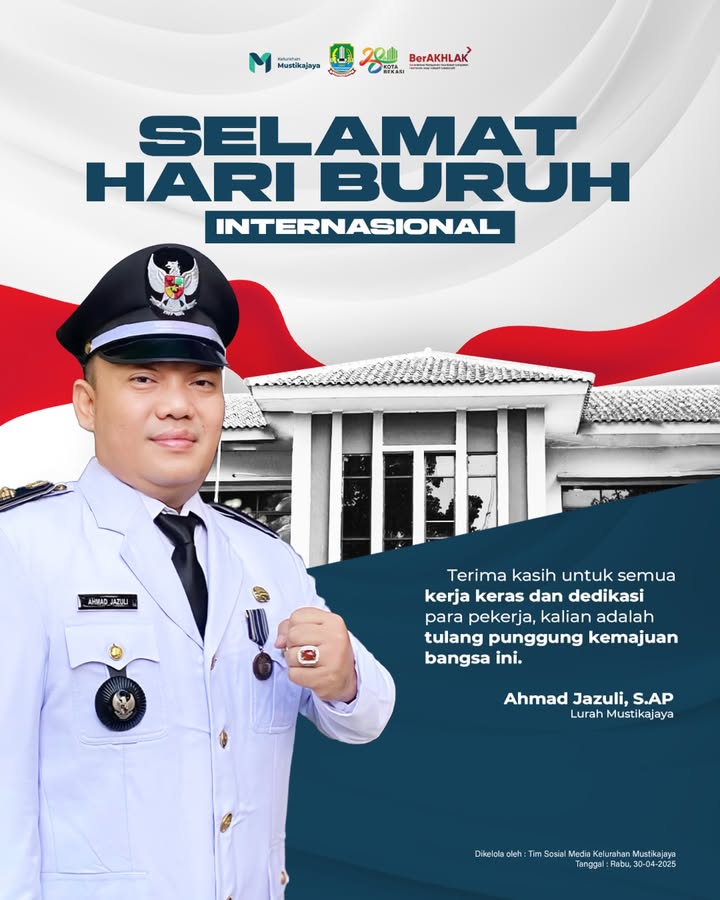 Kelurahan
Mustikajaya
KOTA
BEKASI
BerAKHLAK
SELAMAT
HARI BURUH
INTERNASIONAL
AHMAD JAZULI
Terima kasih untuk semua
kerja keras dan dedikasi
para pekerja, kalian adalah
tulang punggung kemajuan
bangsa ini.
Ahmad Jazuli, S.AP
Lurah Mustikajaya
Dikelola oleh : Tim Sosial Media Kelurahan Mustikajaya
Tanggal : Rabu, 30-04-2025